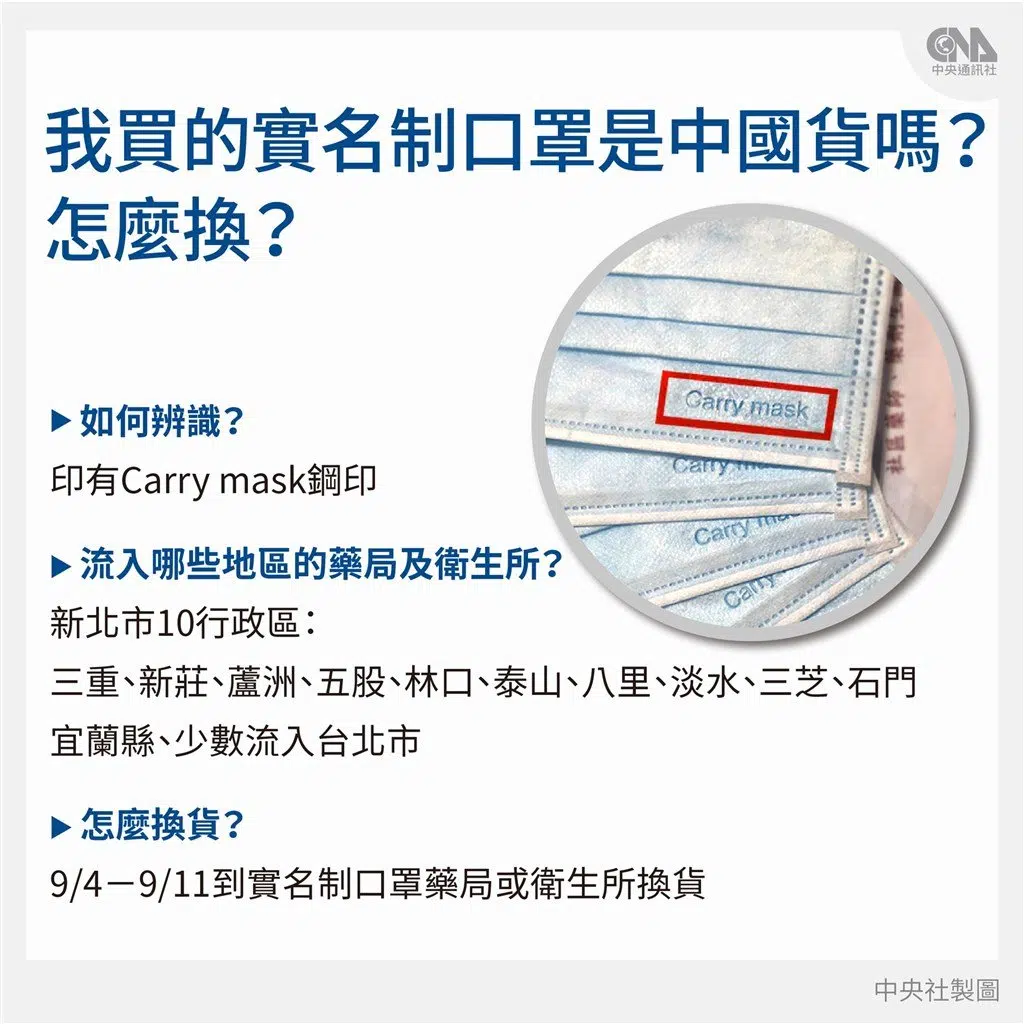 CNA
中央通訊社
我買的實名制口罩是中國貨嗎？
怎麼換？
Carry mask
Carry
Carry
Carry
▶如何辨識？
印有Carry mask鋼印
▶流入哪些地區的藥局及衛生所？
新北市10行政區：
三重、新莊、蘆洲、五股、林口、泰山、八里、淡水、三芝、石門
宜蘭縣、少數流入台北市
▶怎麼換貨？
9/4－9/11到實名制口罩藥局或衛生所換貨
中央社製圖